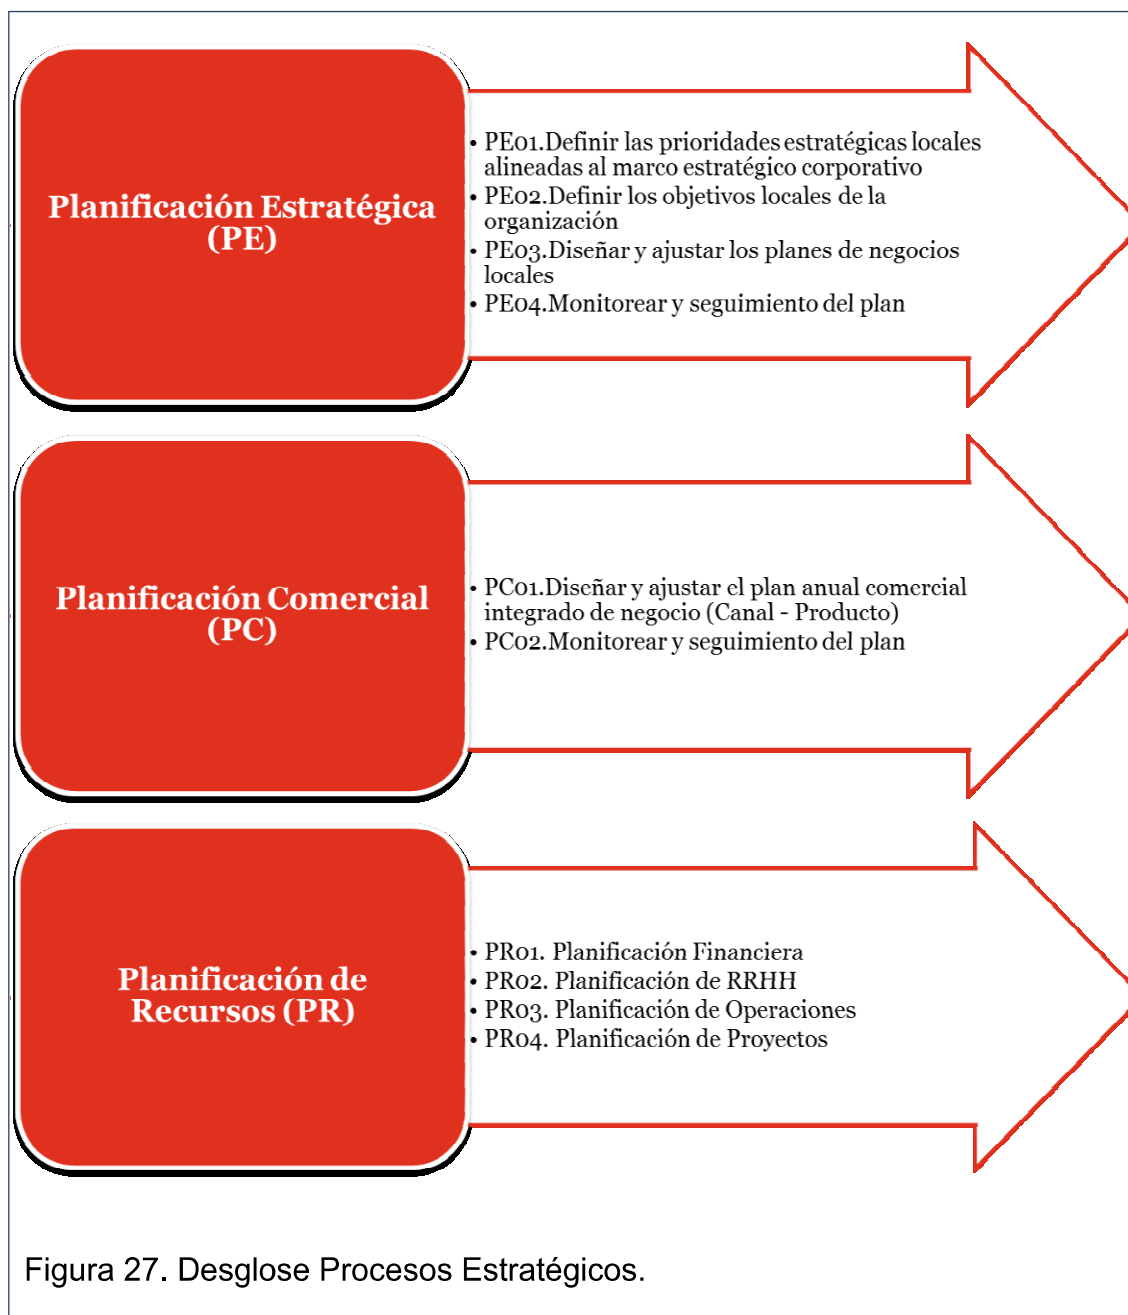 Planificación Estratégica
(PE)
• PE01.Definir las prioridades estratégicas locales
alineadas al marco estratégico corporativo
• PE02.Definir los objetivos locales de la
organización
• PE03.Diseñar y ajustar los planes de negocios
locales
• PE04.Monitorear y seguimiento del plan
Planificación Comercial
(PC)
• PC01.Diseñar y ajustar el plan anual comercial
integrado de negocio (Canal - Producto)
• PC02.Monitorear y seguimiento del plan
Planificación de
Recursos (PR)
• PR01. Planificación Financiera
• PR02. Planificación de RRHH
• PR03. Planificación de Operaciones
• PR04. Planificación de Proyectos
Figura 27. Desglose Procesos Estratégicos.